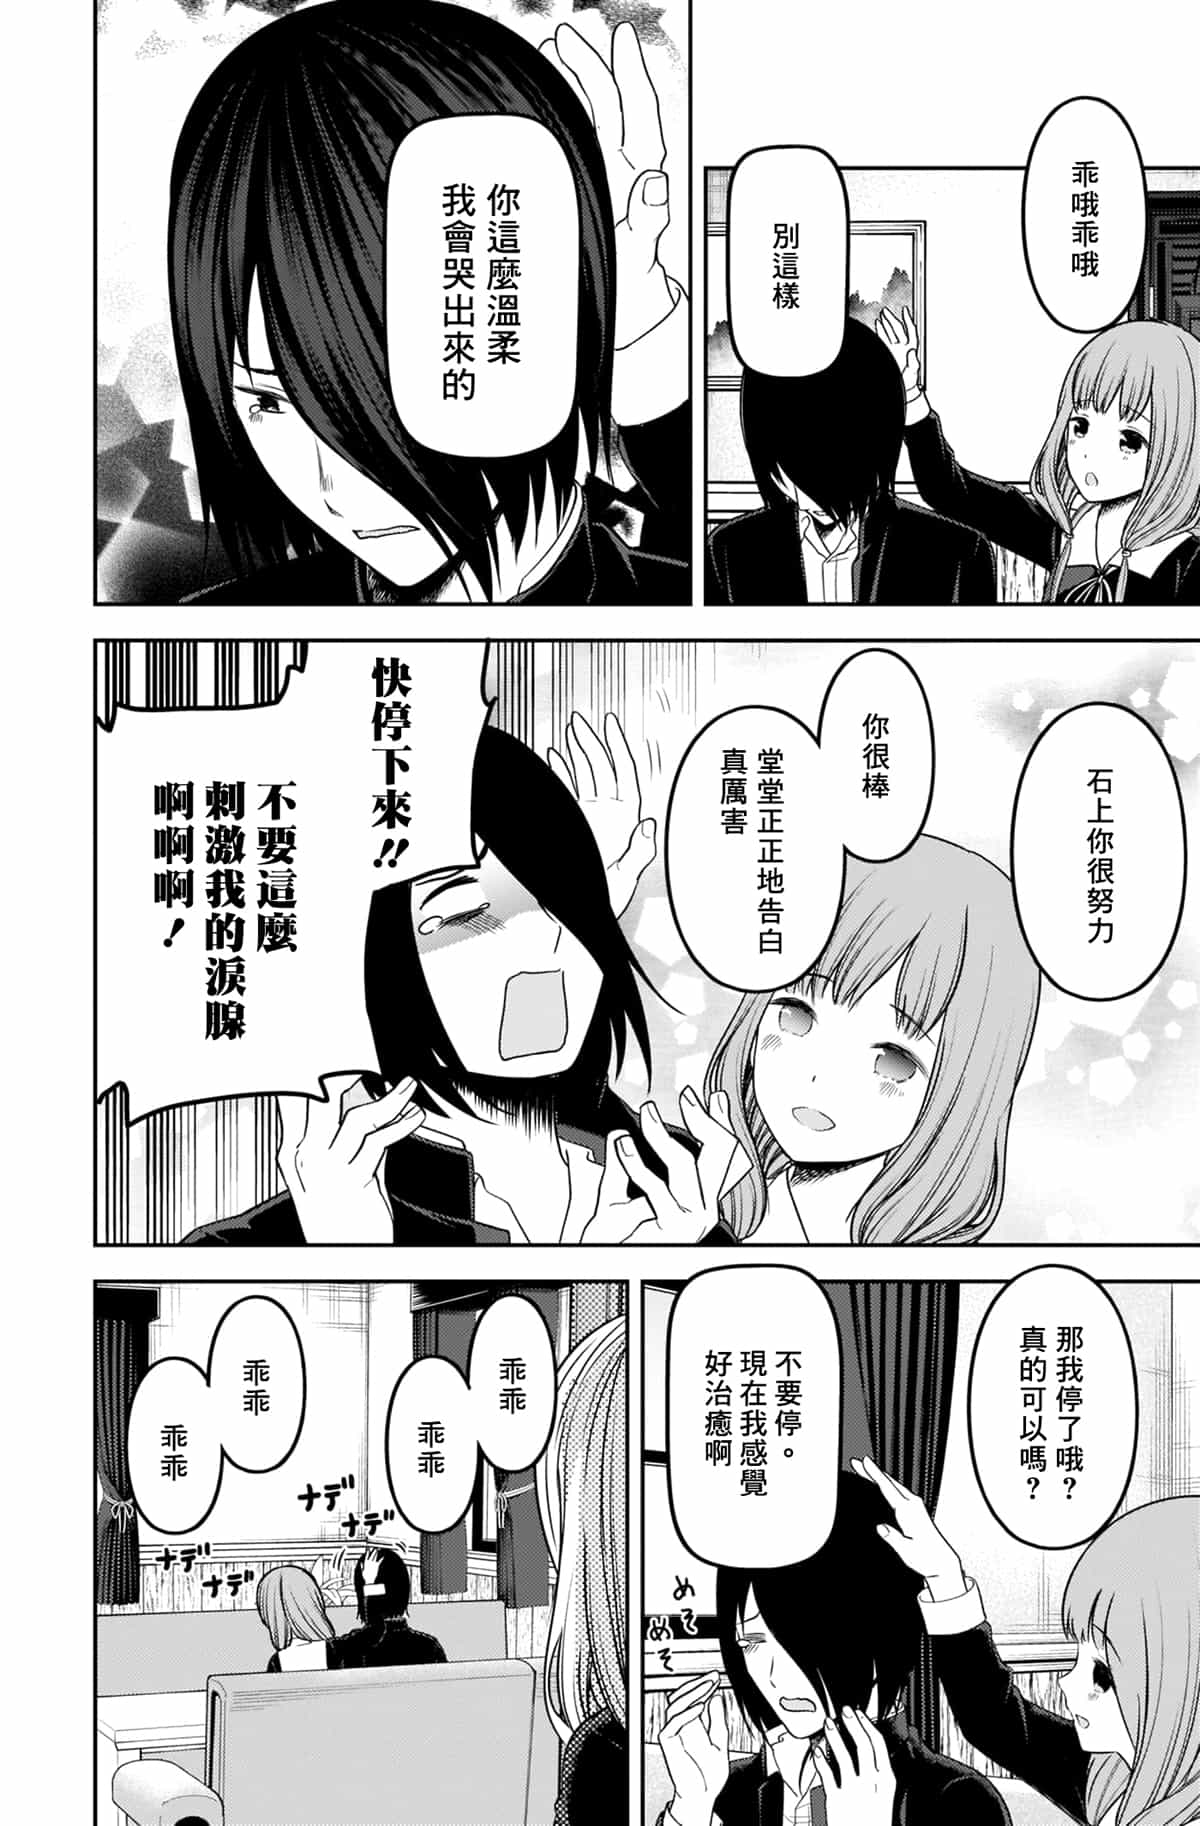 乖哦乖哦
別這樣
你這麼溫柔
我會哭出來的
石上你很努力
你很棒
堂堂正正地告白
真厲害
快停下來!!
不要這麼
刺激我的淚腺
啊啊啊!
那我停了哦?
真的可以嗎?
不要停。
現在我感覺
好治癒啊
めそ
めそ
乖乖
乖乖
乖乖
乖乖
ナデ
ナデ
ナデ
ナデ